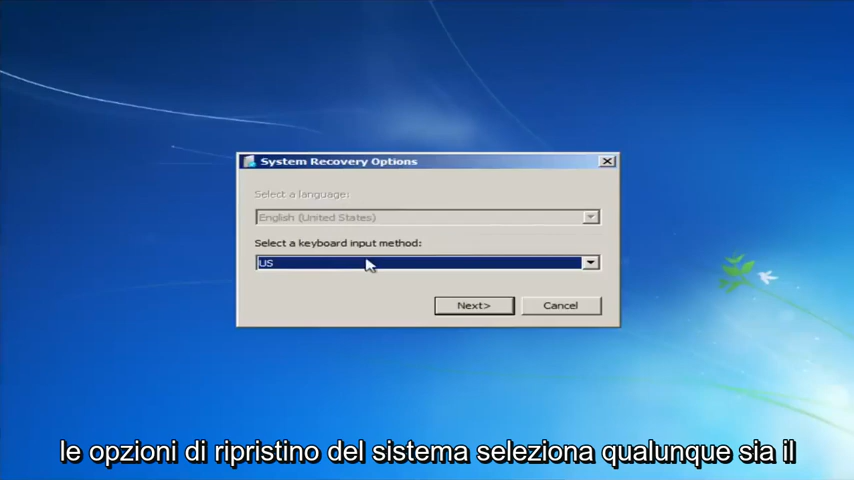 System Recovery Options
Select a language:
English (United States)
Select a keyboard input method:
US
Next>
Cancel
le opzioni di ripristino del sistema seleziona qualunque sia il